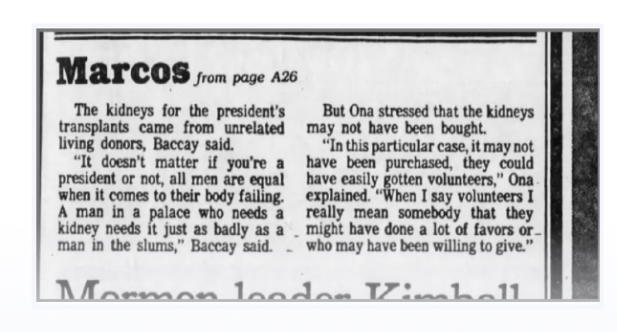 Marcos from page A26
The kidneys for the president's
transplants came from unrelated
living donors, Baccay said.
"It doesn't matter if you're a
president or not, all men are equal
when it comes to their body failing.
A man in a palace who needs a
kidney needs it just as badly as a
man in the slums," Baccay said.
But Ona stressed that the kidneys
may not have been bought.
"In this particular case, it may not
have been purchased, they could
have easily gotten volunteers," Ona
explained. "When I say volunteers I
really mean somebody that they
might have done a lot of favors or
who may have been willing to give."
Mormon leader Kimball